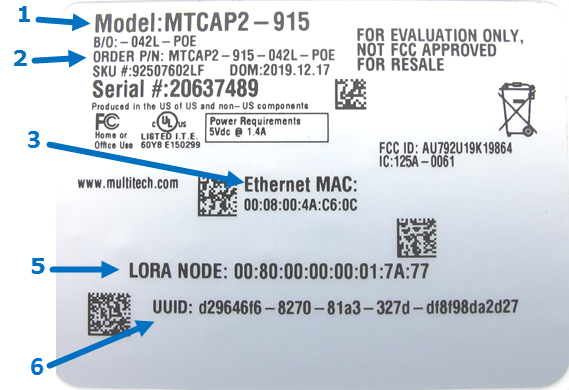 1
Model:MTCAP2-915
B/O:-042L-POE
2
ORDER P/N: MTCAP2-915-042L-POE
SKU #:92507602LF DOM:2019.12.17
Serial #:20637489
FOR EVALUATION ONLY,
NOT FCC APPROVED
FOR RESALE
Produced in the US of US and non-US components
FC
Home or
Office Use
c UL US
LISTED I.T.E.
60Y8 E150299
Power Requirements
5Vdc @ 1.4A
3
FCC ID: AU792U19K19864
IC:125A-0061
www.multitech.com
Ethernet MAC:
00:08:00:4A:C6:0C
5
LORA NODE: 00:80:00:00:00:01:7A:77
UUID: d29646f6-8270-81a3-327d-df8f98da2d27
6